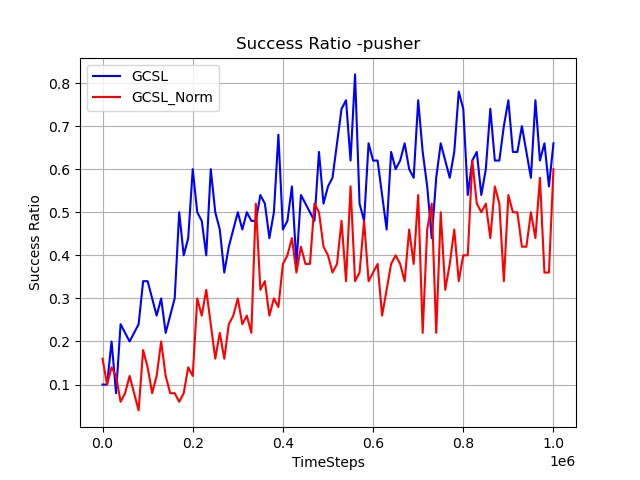 Success Ratio -pusher
GCSL
GCSL_Norm
Success Ratio
0.8
0.7
0.6
0.5
0.4
0.3
0.2
0.1
0.0 0.2 0.4 0.6 0.8 1.0
1e6
TimeSteps